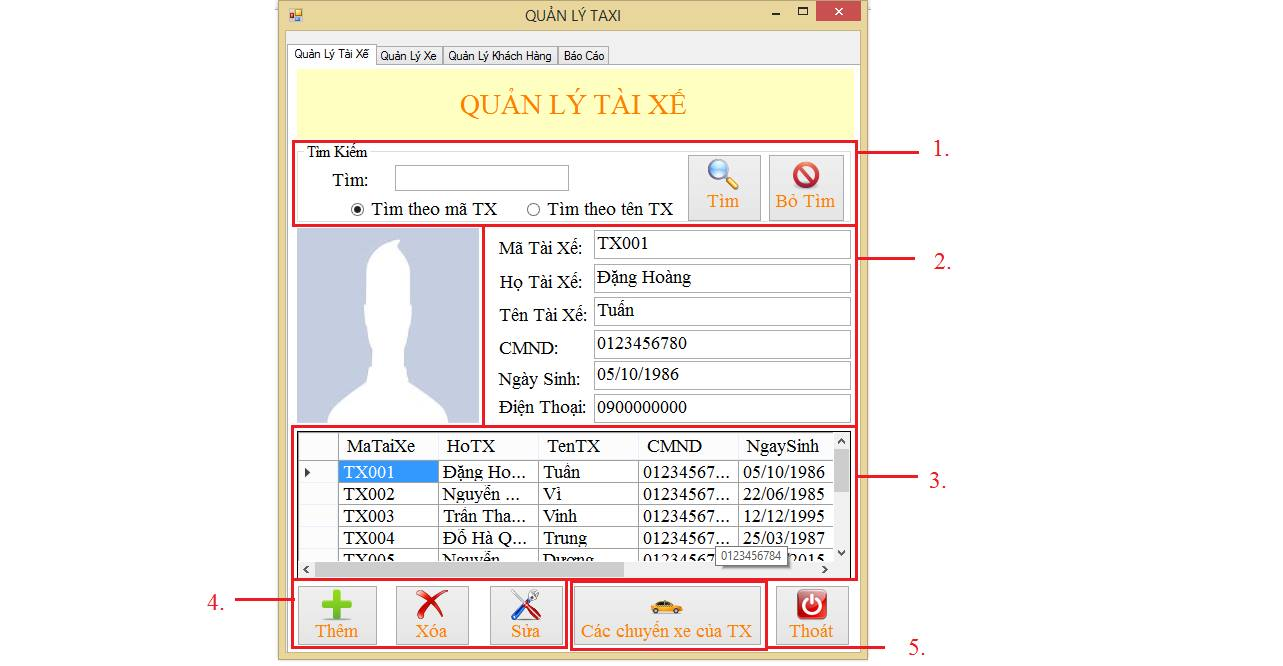 QUẢN LÝ TAXI
Quản Lý Tài Xế Quản Lý Xe Quản Lý Khách Hàng Báo Cáo
QUẢN LÝ TÀI XẾ
Tìm Kiếm
1.
Tìm:
Tìm theo mã TX Tìm theo tên TX
Tìm
Bỏ Tìm
2.
Mã Tài Xế: TX001
Họ Tài Xế: Đặng Hoàng
Tên Tài Xế: Tuấn
CMND: 0123456780
Ngày Sinh: 05/10/1986
Điện Thoại: 0900000000
MaTaiXe HoTX TenTX CMND NgaySinh
TX001 Đặng Ho... Tuấn 01234567... 05/10/1986
TX002 Nguyễn ... Vì 01234567... 22/06/1985
3.
TX003 Trần Tha... Vinh 01234567... 12/12/1995
TX004 Đỗ Hà Q... Trung 01234567... 25/03/1987
TX005 Nguyễn Dương 01234567... 2015
0123456784
4.
Thêm
Xóa
Sửa
Các chuyến xe của TX
Thoát
5.